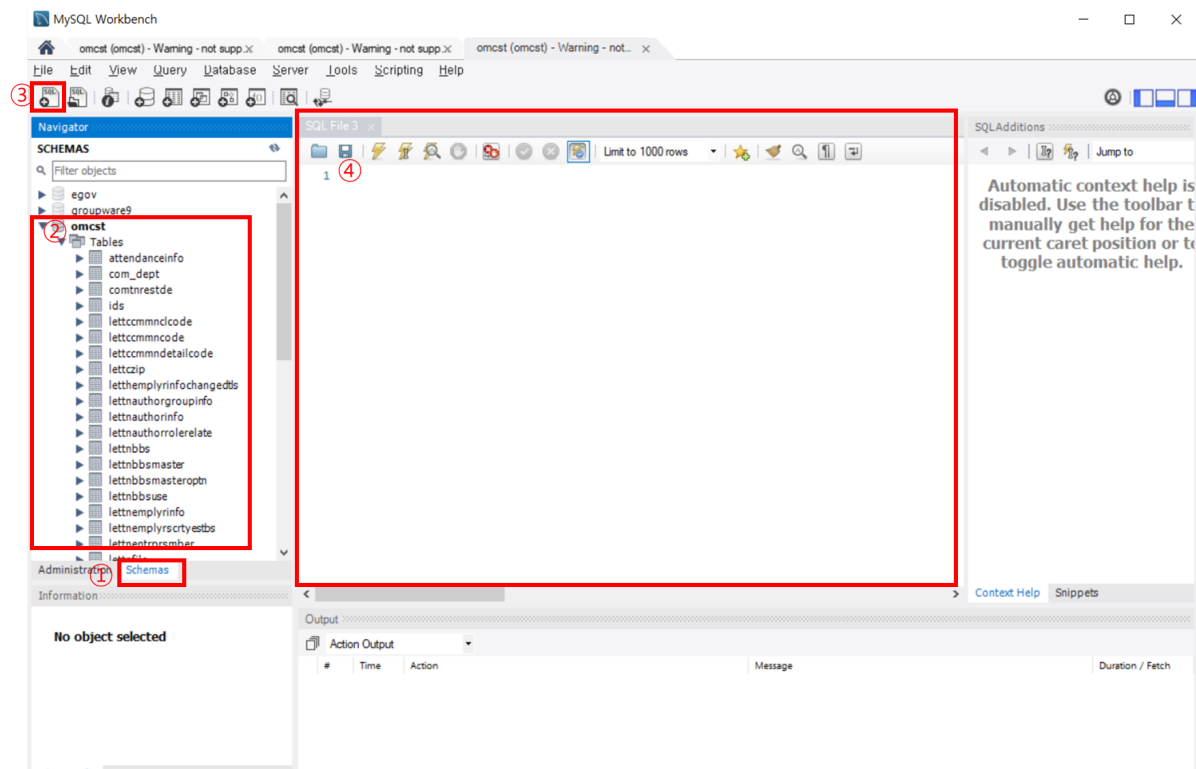 MySQL Workbench
omcst (omcst) - Warning - not supp. omcst (omcst) - Warning - not supp. omcst (omcst) - Warning - not...
File Edit View Query Database Server Tools Scripting Help
③
Navigator
SCHEMAS
Filter objects
egov
groupware9
②
omcst
Tables
attendanceinfo
com_dept
comtnrestde
ids
lettccmmnclcode
lettccmmncode
lettccmmndetailcode
lettczip
letthemplyrinfochangedtls
lettnauthorgroupinfo
lettnauthorinfo
lettnauthorrolerelate
lettnbbs
lettnbbsmaster
lettnbbsmasteroptn
lettnbbsuse
lettnemplyrinfo
lettnemplyrscrtyestbs
lettnentrprsmber
lettnfile
Administration Schemas
①
Information
No object selected
SQL File 3
Limit to 1000 rows
④
1
SQLAdditions
Jump to
Automatic context help is
disabled. Use the toolbar t
manually get help for the
current caret position or to
toggle automatic help.
Context Help Snippets
Output
Action Output
# Time Action Message Duration / Fetch